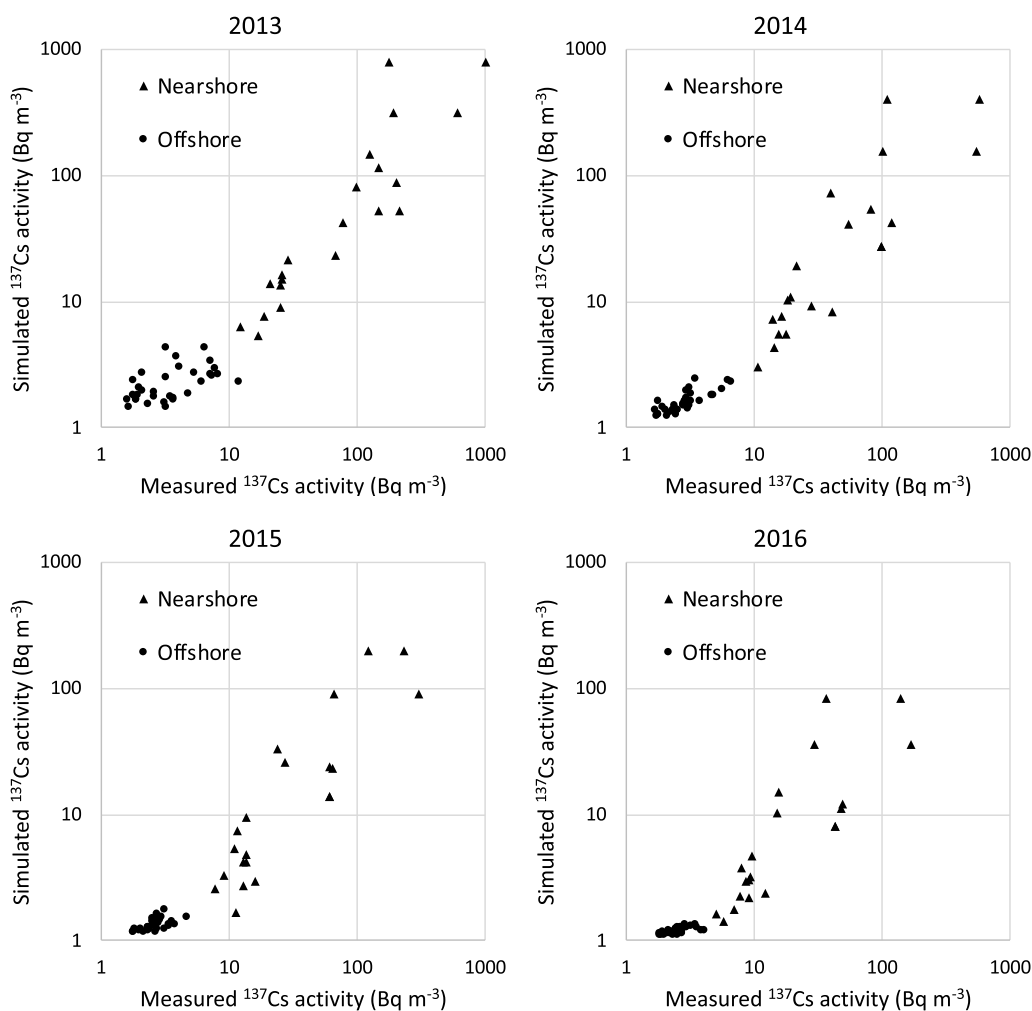 2013
1000
100
10
1
1 10 100 1000
Simulated ¹³⁷Cs activity (Bq m⁻³)
Measured ¹³⁷Cs activity (Bq m⁻³)
Nearshore
Offshore
2014
1000
100
10
1
1 10 100 1000
Simulated ¹³⁷Cs activity (Bq m⁻³)
Measured ¹³⁷Cs activity (Bq m⁻³)
Nearshore
Offshore
2015
1000
100
10
1
1 10 100 1000
Simulated ¹³⁷Cs activity (Bq m⁻³)
Measured ¹³⁷Cs activity (Bq m⁻³)
Nearshore
Offshore
2016
1000
100
10
1
1 10 100 1000
Simulated ¹³⁷Cs activity (Bq m⁻³)
Measured ¹³⁷Cs activity (Bq m⁻³)
Nearshore
Offshore